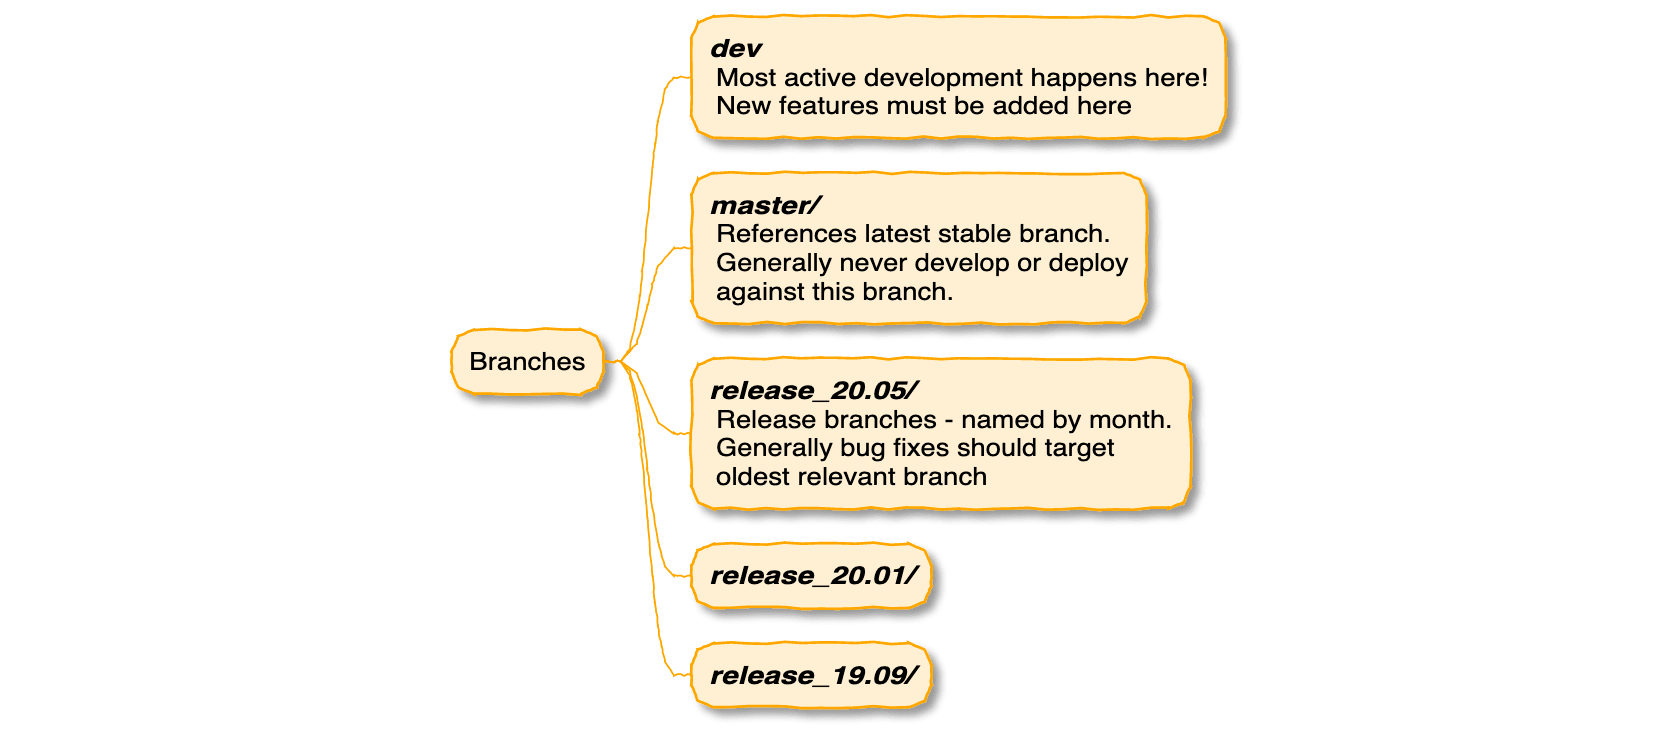 dev
Most active development happens here!
New features must be added here
master/
References latest stable branch.
Generally never develop or deploy
against this branch.
Branches
release_20.05/
Release branches - named by month.
Generally bug fixes should target
oldest relevant branch
release_20.01/
release_19.09/